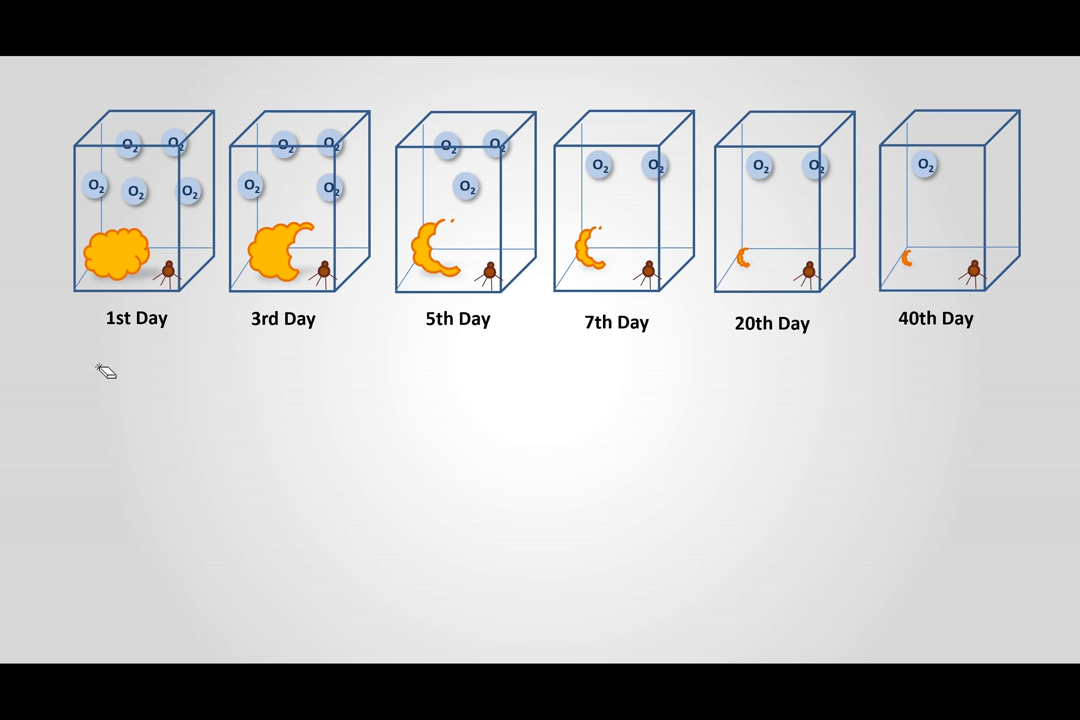 O2 O2 O2 O2 O2
O2 O2 O2 O2
O2 O2 O2
O2 O2
O2 O2
O2
1st Day
3rd Day
5th Day
7th Day
20th Day
40th Day